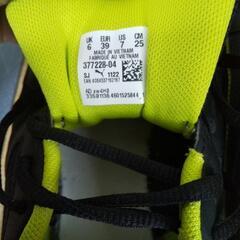 UK EUR US CM
6 39 7 25
MADE IN VIETNAM
FABRIQUÉ AU VIETNAM
377228-04
SJ 1122